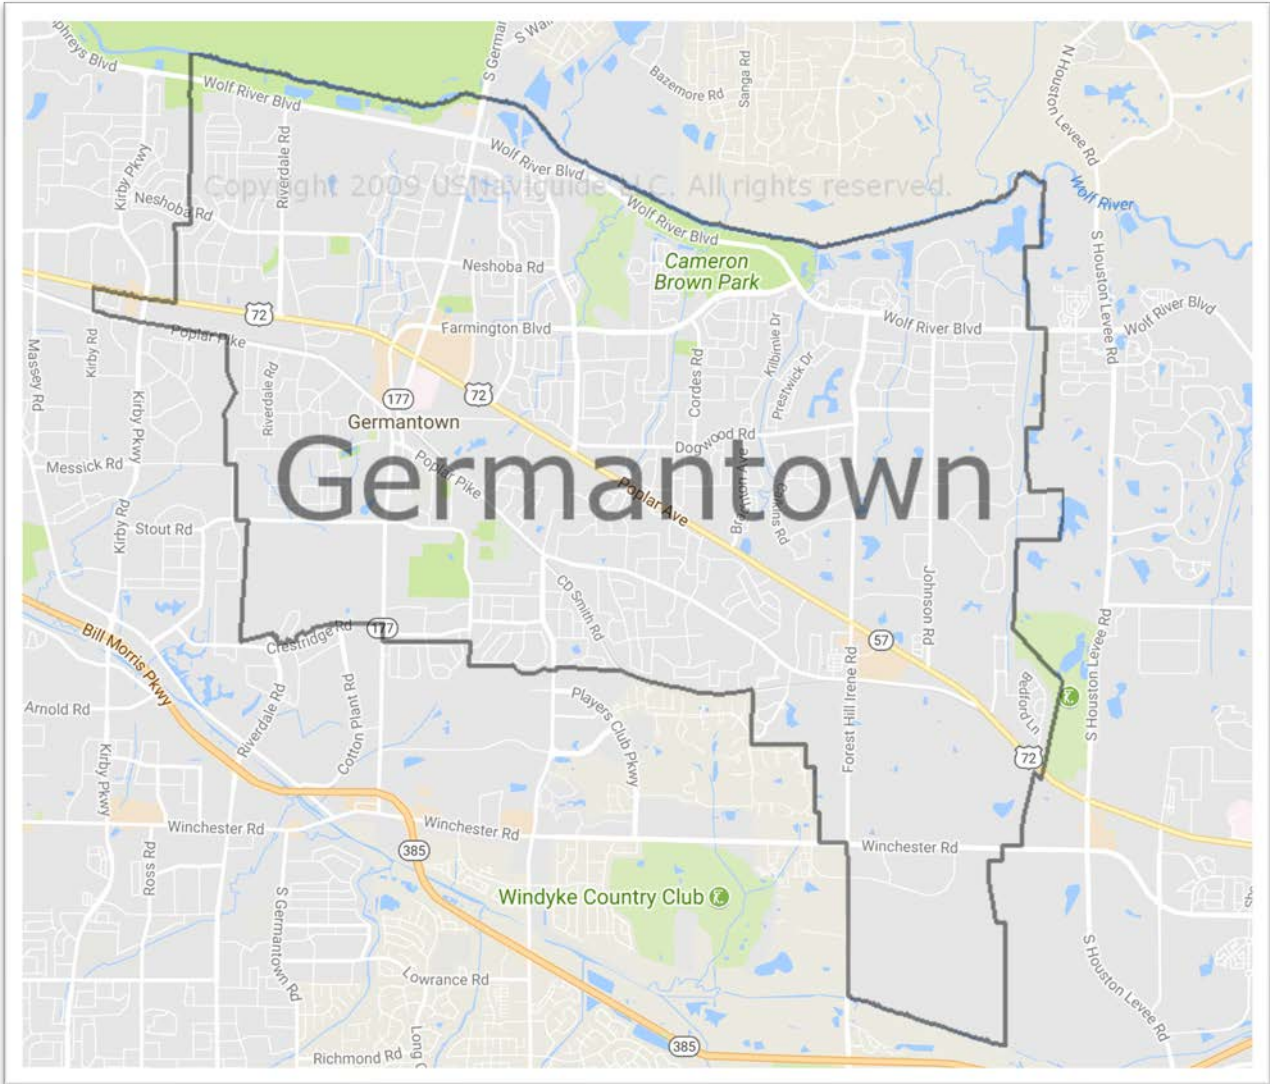 phreys Blvd
S Germa
S Wal
N Houston Levee Rd
Bazemore Rd
Sanga Rd
Wolf River Blvd
Riverdale Rd
Kirby Pkwy
Wolf River Blvd
Copyright 2009 USNaviguide LLC. All rights reserved.
Wolf River
Neshoba Rd
Wolf River Blvd
S Houston Levee Rd
Neshoba Rd
Cameron
Brown Park
72
Farmington Blvd
Wolf River Blvd
Wolf River Blvd
Poplar Pike
Kirby Rd
Massey Rd
Riverdale Rd
Kilbirnie Dr
Prestwick Dr
Cordes Rd
177
72
Kirby Pkwy
Germantown
Dogwood Rd
Germantown
Messick Rd
Poplar Pike
Poplar Ave
Kirby Rd
Stout Rd
CD Smith Rd
Johnson Rd
Bill Morris Pkwy
Crestridge Rd
177
57
S Houston Levee Rd
Forest Hill Irene Rd
Bedford Ln
Arnold Rd
Riverdale Rd
Cotton Plant Rd
Players Club Pkwy
Kirby Pkwy
72
Winchester Rd
Winchester Rd
Winchester Rd
385
Ross Rd
S Germantown Rd
Windyke Country Club
Lowrance Rd
S Houston Levee Rd
Long
Richmond Rd
385